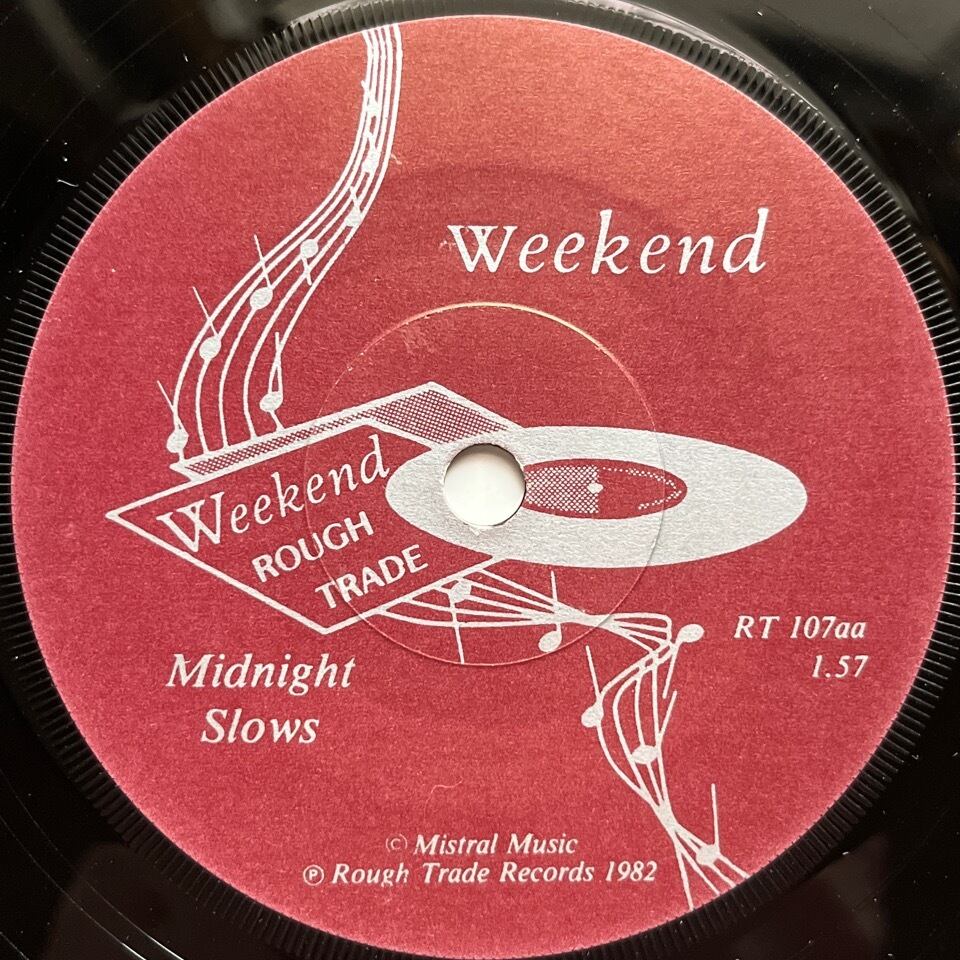 Weekend
Weekend
ROUGH
TRADE
RT 107aa
1.57
Midnight
Slows
© Mistral Music
℗ Rough Trade Records 1982